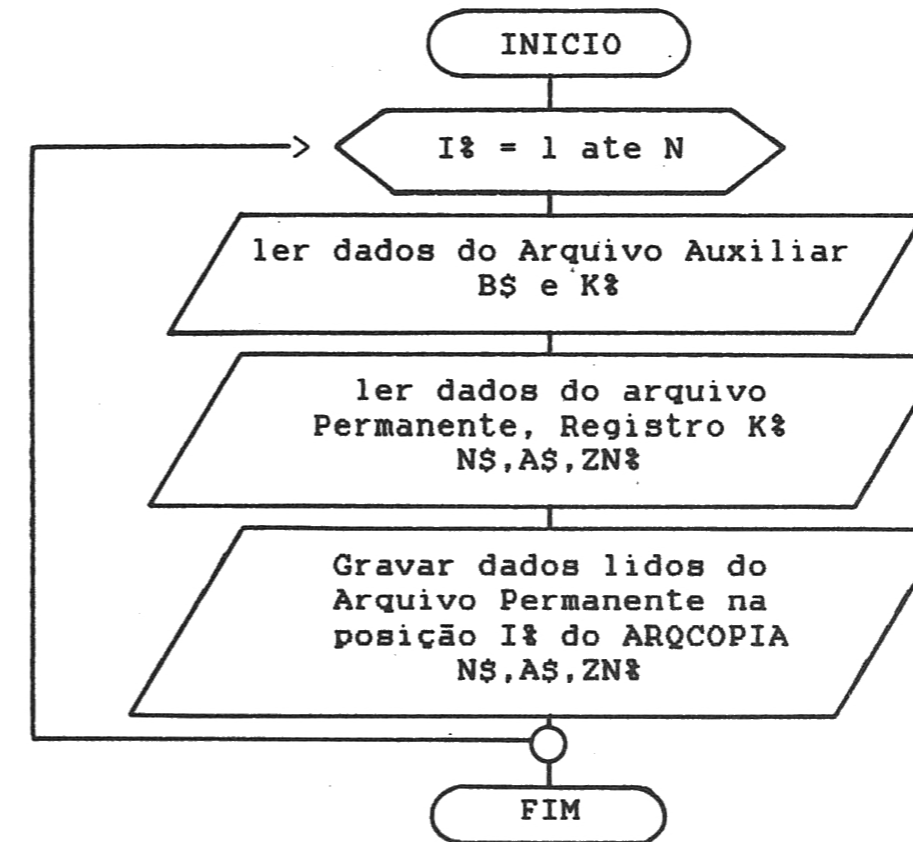 INICIO
I% = 1 ate N
ler dados do Arquivo Auxiliar
B$ e K%
ler dados do arquivo
Permanente, Registro K%
N$,A$,ZN%
Gravar dados lidos do
Arquivo Permanente na
posição I% do ARQCOPIA
N$,A$,ZN%
FIM